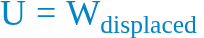 U = W_displaced